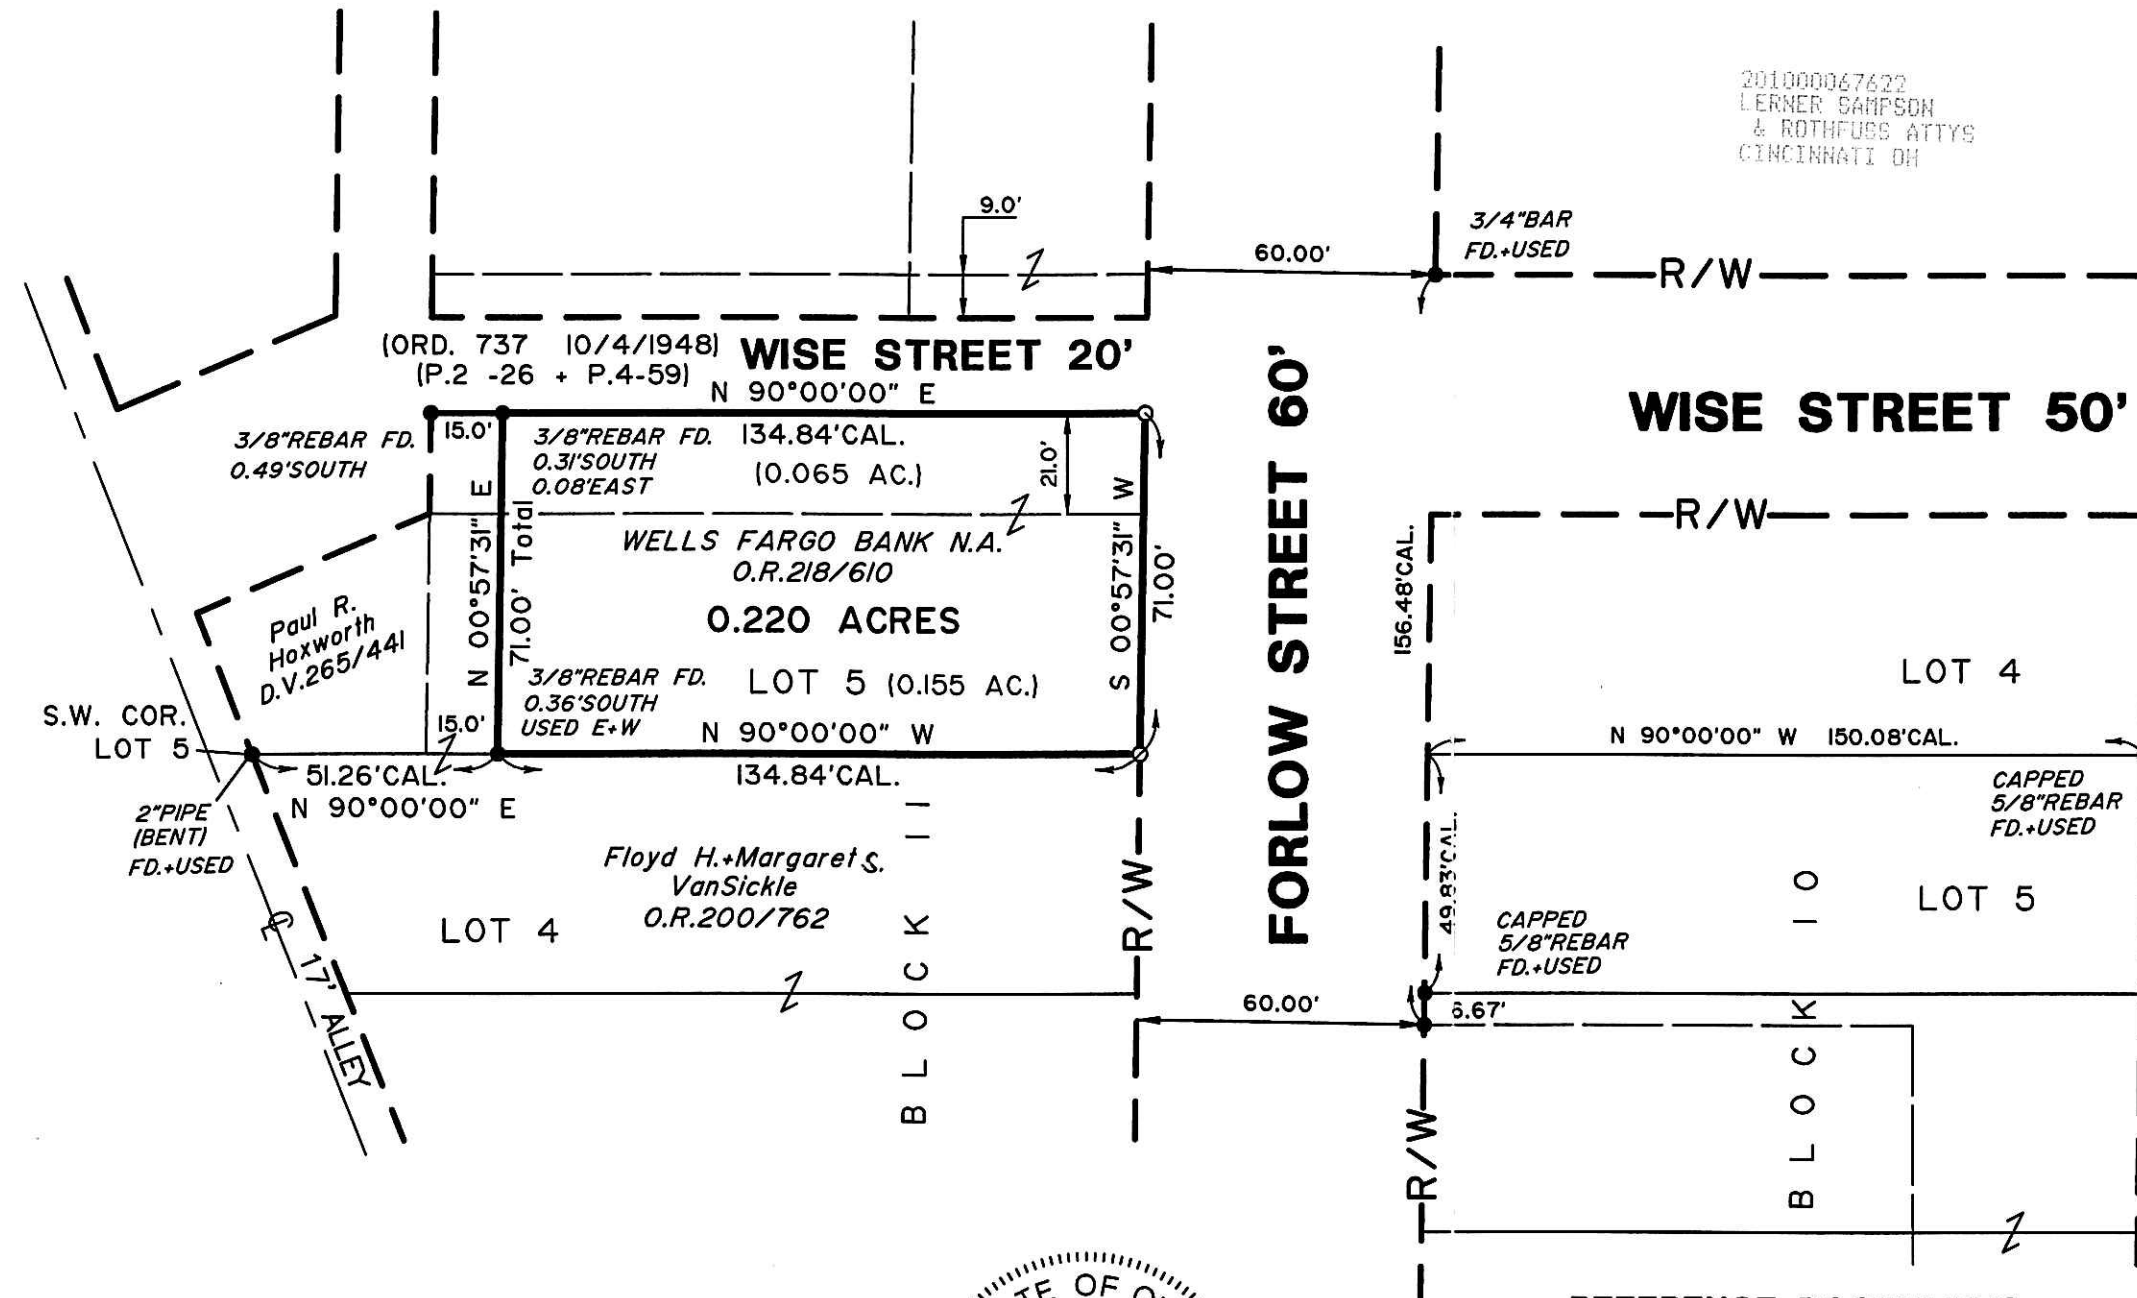 201000067622
LERNER SAMPSON
& ROTHFUSS ATTYS
CINCINNATI OH
9.0'
60.00'
3/4"BAR
FD.+USED
R/W
(ORD. 737 10/4/1948)
(P.2 -26 + P.4-59)
WISE STREET 20'
N 90°00'00" E
FORLOW STREET 60'
WISE STREET 50'
3/8"REBAR FD.
0.49'SOUTH
15.0'
3/8"REBAR FD.
0.31'SOUTH
0.08'EAST
134.84'CAL.
(0.065 AC.)
21.0'
R/W
N 00°57'31" E
71.00' Total
WELLS FARGO BANK N.A.
O.R.218/610
0.220 ACRES
S 00°57'31" W
71.00'
156.48'CAL.
Paul R.
Hoxworth
D.V.265/441
LOT 4
3/8"REBAR FD.
0.36'SOUTH
USED E+W
LOT 5 (0.155 AC.)
S.W. COR.
LOT 5
15.0'
N 90°00'00" W
N 90°00'00" W 150.08'CAL.
51.26'CAL.
N 90°00'00" E
134.84'CAL.
2"PIPE
(BENT)
FD.+USED
CAPPED
5/8"REBAR
FD.+USED
49.83'CAL.
Floyd H.+Margaret S.
VanSickle
O.R.200/762
LOT 4
BLOCK 11
R/W
CAPPED
5/8"REBAR
FD.+USED
LOT 5
BLOCK 10
17' ALLEY
60.00'
6.67'
R/W
TE OF O